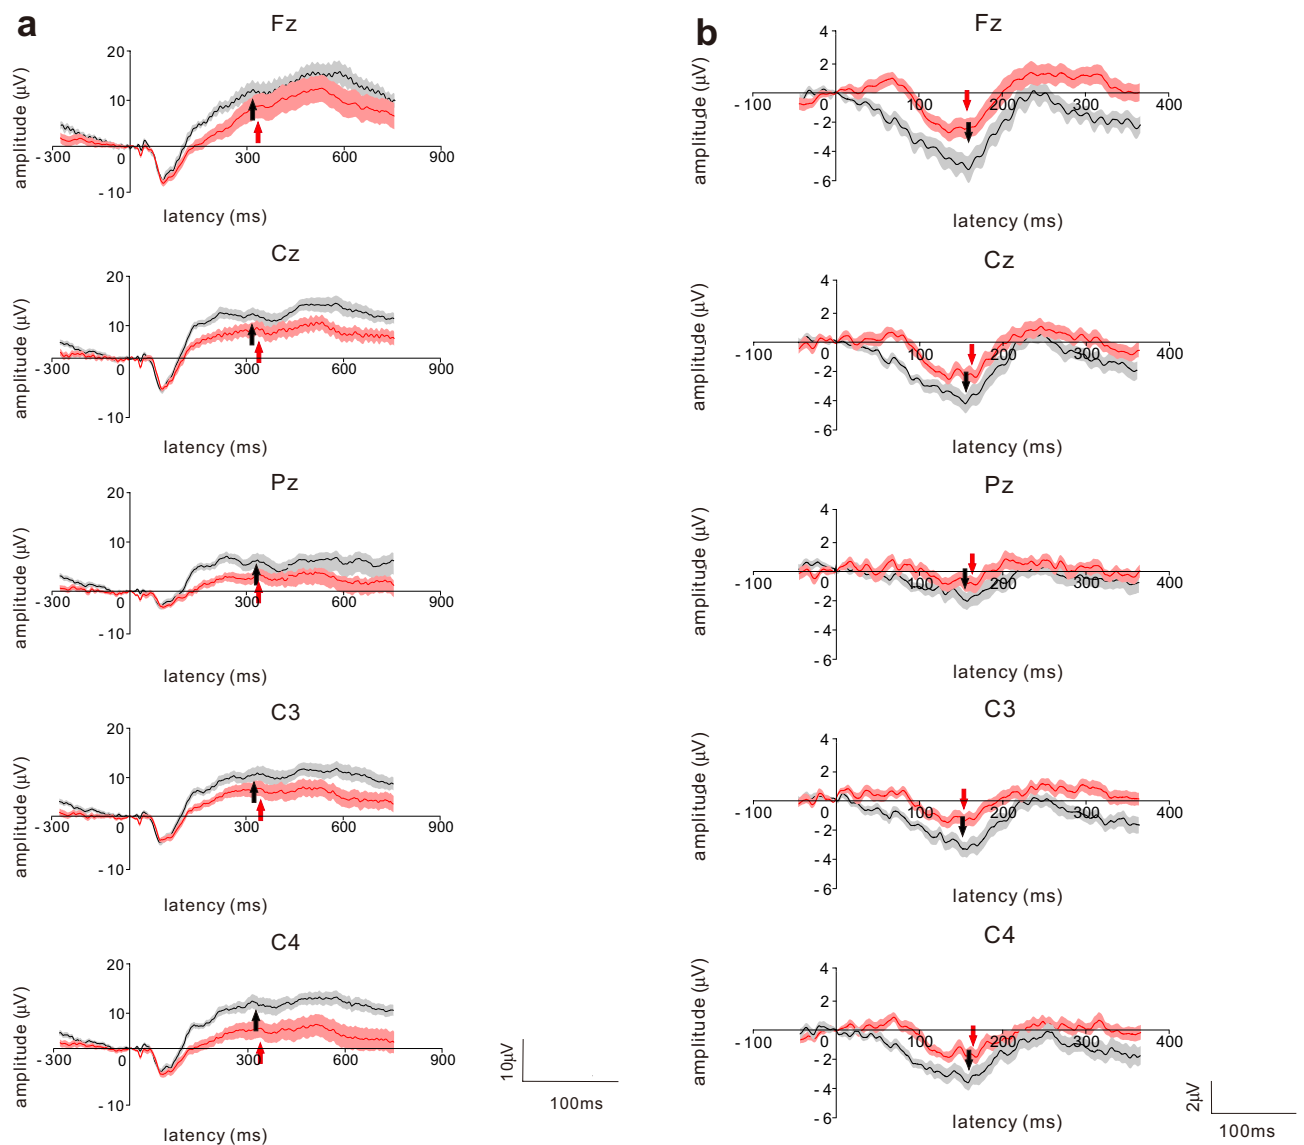 a
Fz
amplitude (μV)
20
10
-300
0
300
600
900
-10
latency (ms)
Cz
amplitude (μV)
20
10
-300
0
300
600
900
-10
latency (ms)
Pz
amplitude (μV)
20
10
-300
0
300
600
900
-10
latency (ms)
C3
amplitude (μV)
20
10
-300
0
300
600
900
-10
latency (ms)
C4
amplitude (μV)
20
10
-300
0
300
600
900
-10
latency (ms)
10μV
100ms
b
Fz
amplitude (μV)
4
2
-100
0
100
200
300
400
-2
-4
-6
latency (ms)
Cz
amplitude (μV)
4
2
-100
0
100
200
300
400
-2
-4
-6
latency (ms)
Pz
amplitude (μV)
4
2
-100
0
100
200
300
400
-2
-4
-6
latency (ms)
C3
amplitude (μV)
4
2
-100
0
100
200
300
400
-2
-4
-6
latency (ms)
C4
amplitude (μV)
4
2
-100
0
100
200
300
400
-2
-4
-6
latency (ms)
2μV
100ms